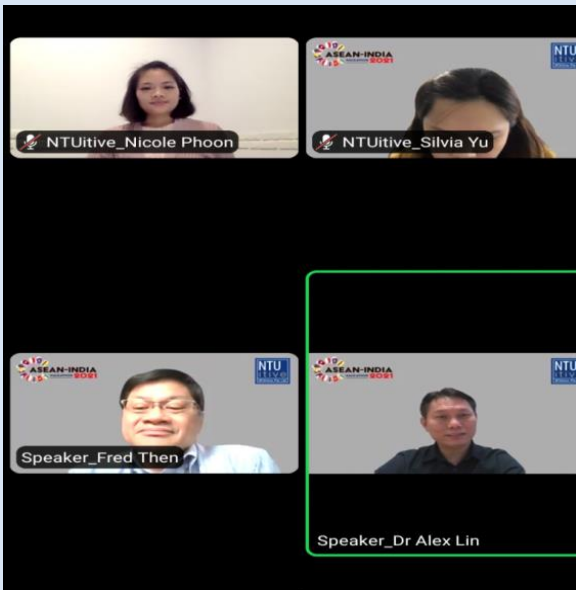 ASEAN-INDIA
2021
NTU
NTUitive_Nicole Phoon
NTUitive_Silvia Yu
ASEAN-INDIA
2021
NTU
itive
ASEAN-INDIA
2021
NTU
Speaker_Fred Then
Speaker_Dr Alex Lin